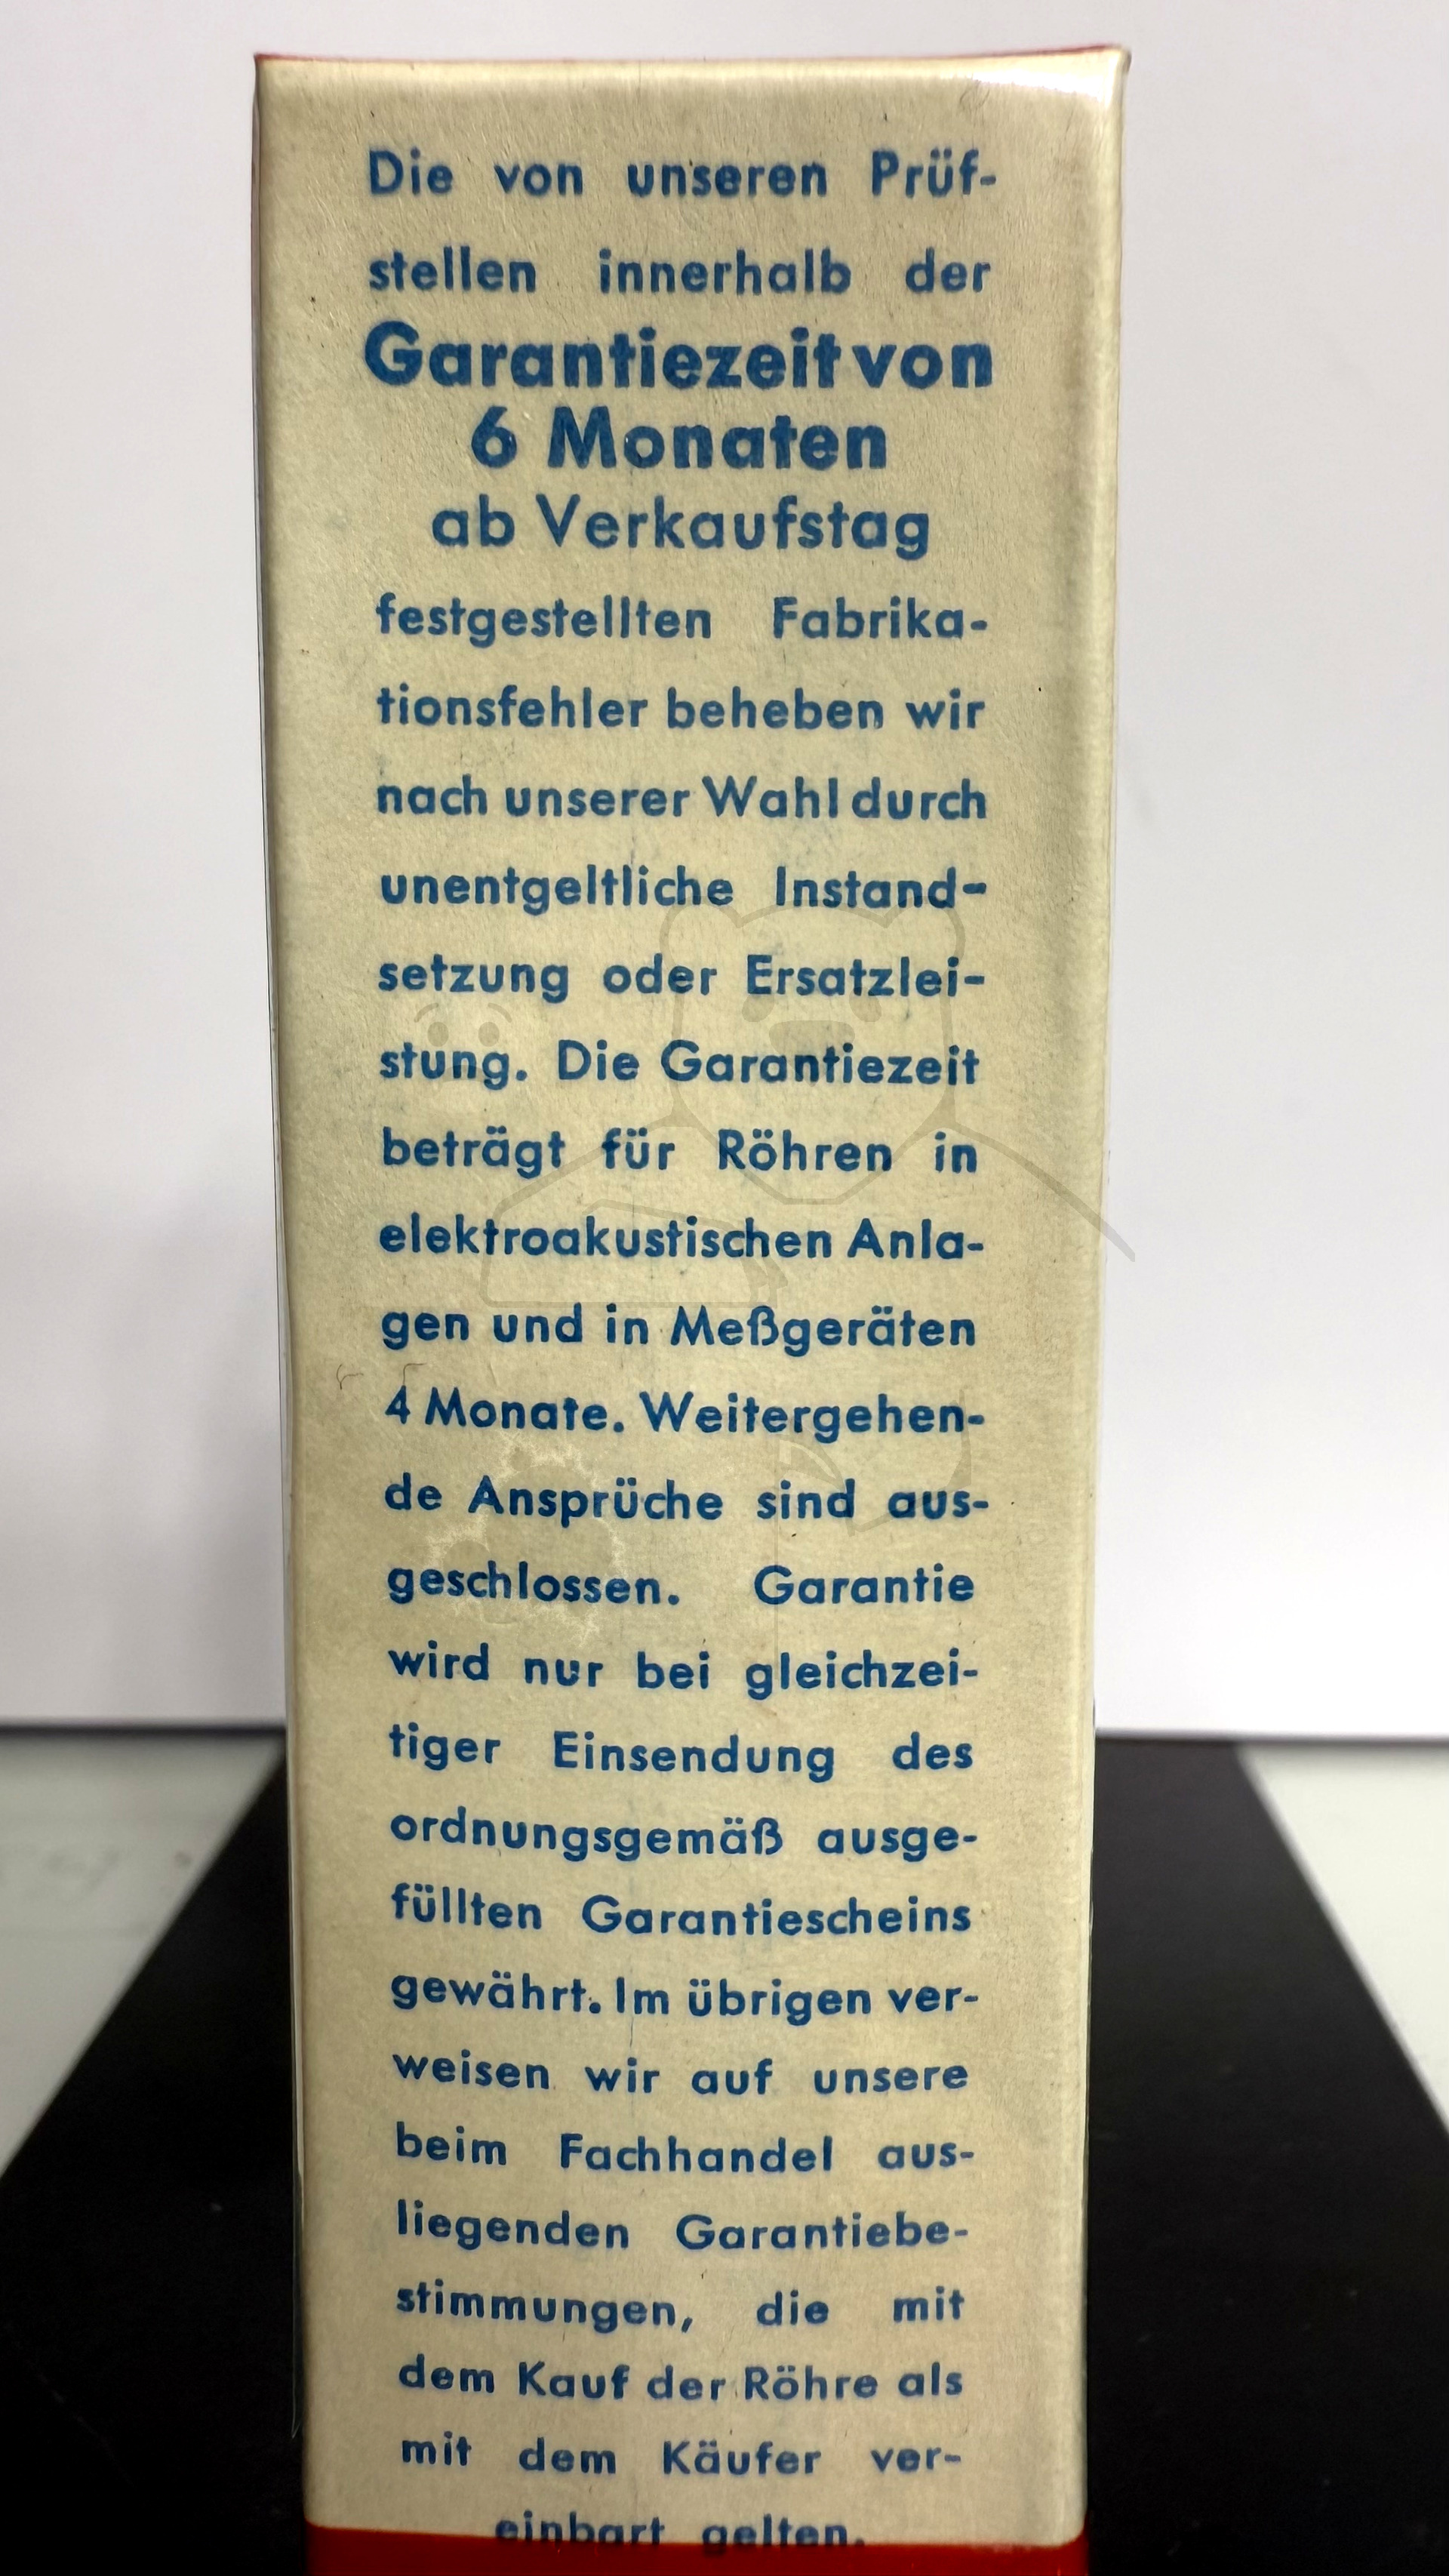 Die von unseren Prüf-
stellen innerhalb der
Garantiezeit von
6 Monaten
ab Verkaufstag
festgestellten Fabrika-
tionsfehler beheben wir
nach unserer Wahl durch
unentgeltliche Instand-
setzung oder Ersatzlei-
stung. Die Garantiezeit
beträgt für Röhren in
elektroakustischen Anla-
gen und in Meßgeräten
4 Monate. Weitergehen-
de Ansprüche sind aus-
geschlossen. Garantie
wird nur bei gleichzei-
tiger Einsendung des
ordnungsgemäß ausge-
füllten Garantiescheins
gewährt. Im übrigen ver-
weisen wir auf unsere
beim Fachhandel aus-
liegenden Garantiebe-
stimmungen, die mit
dem Kauf der Röhre als
mit dem Käufer ver-
einbart gelten.